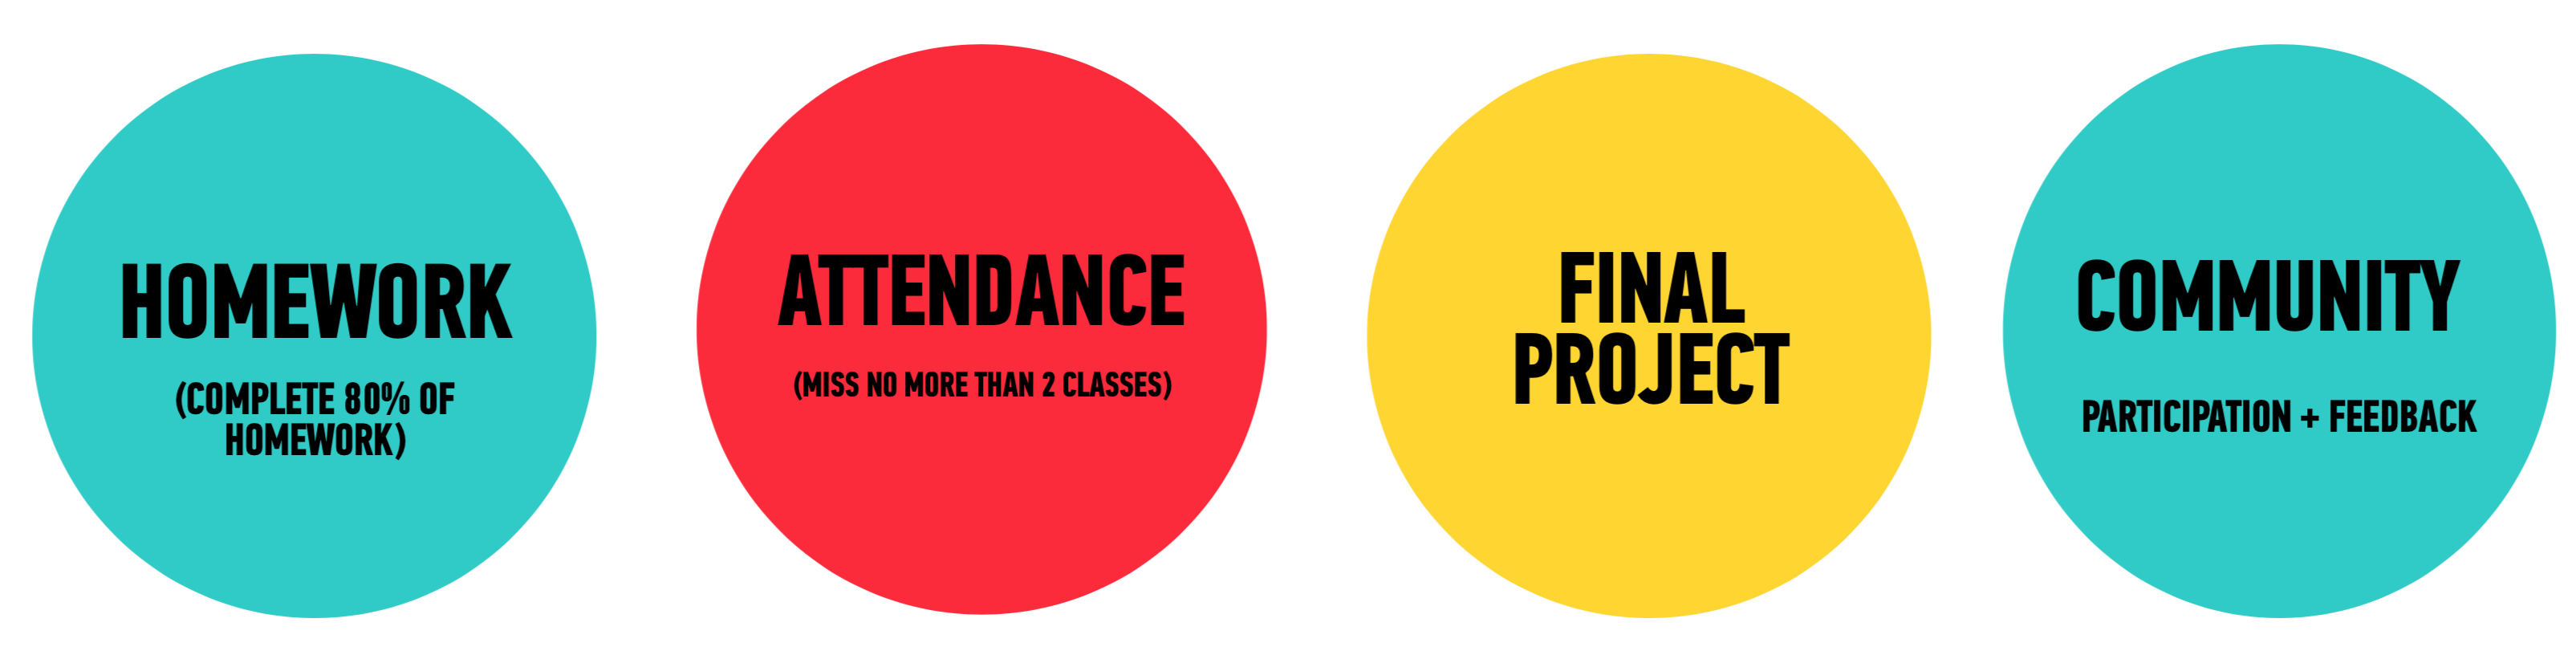 HOMEWORK
(COMPLETE 80% OF
HOMEWORK)
ATTENDANCE
(MISS NO MORE THAN 2 CLASSES)
FINAL
PROJECT
COMMUNITY
PARTICIPATION + FEEDBACK